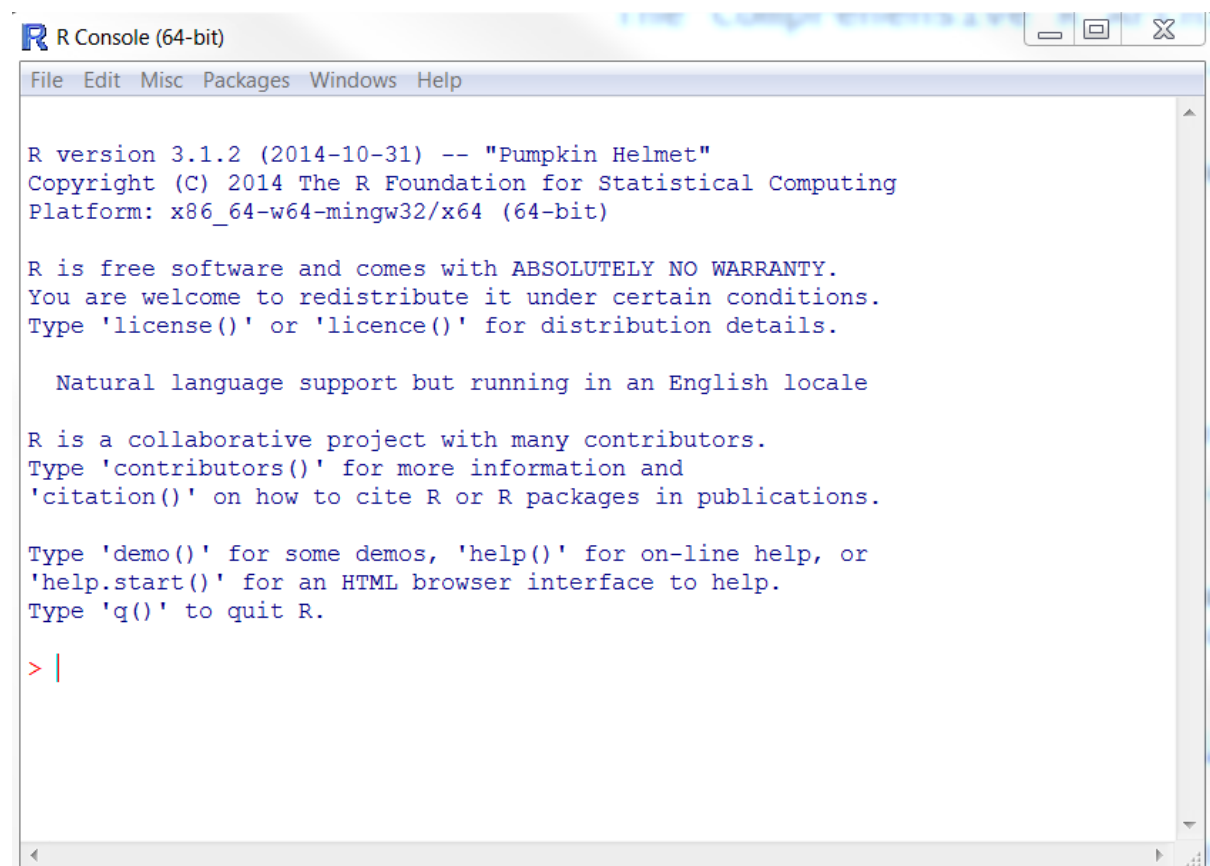 The Comprehensive R Arch
R Console (64-bit)
File Edit Misc Packages Windows Help
R version 3.1.2 (2014-10-31) -- "Pumpkin Helmet"
Copyright (C) 2014 The R Foundation for Statistical Computing
Platform: x86_64-w64-mingw32/x64 (64-bit)
R is free software and comes with ABSOLUTELY NO WARRANTY.
You are welcome to redistribute it under certain conditions.
Type 'license()' or 'licence()' for distribution details.
Natural language support but running in an English locale
R is a collaborative project with many contributors.
Type 'contributors()' for more information and
'citation()' on how to cite R or R packages in publications.
Type 'demo()' for some demos, 'help()' for on-line help, or
'help.start()' for an HTML browser interface to help.
Type 'q()' to quit R.
>